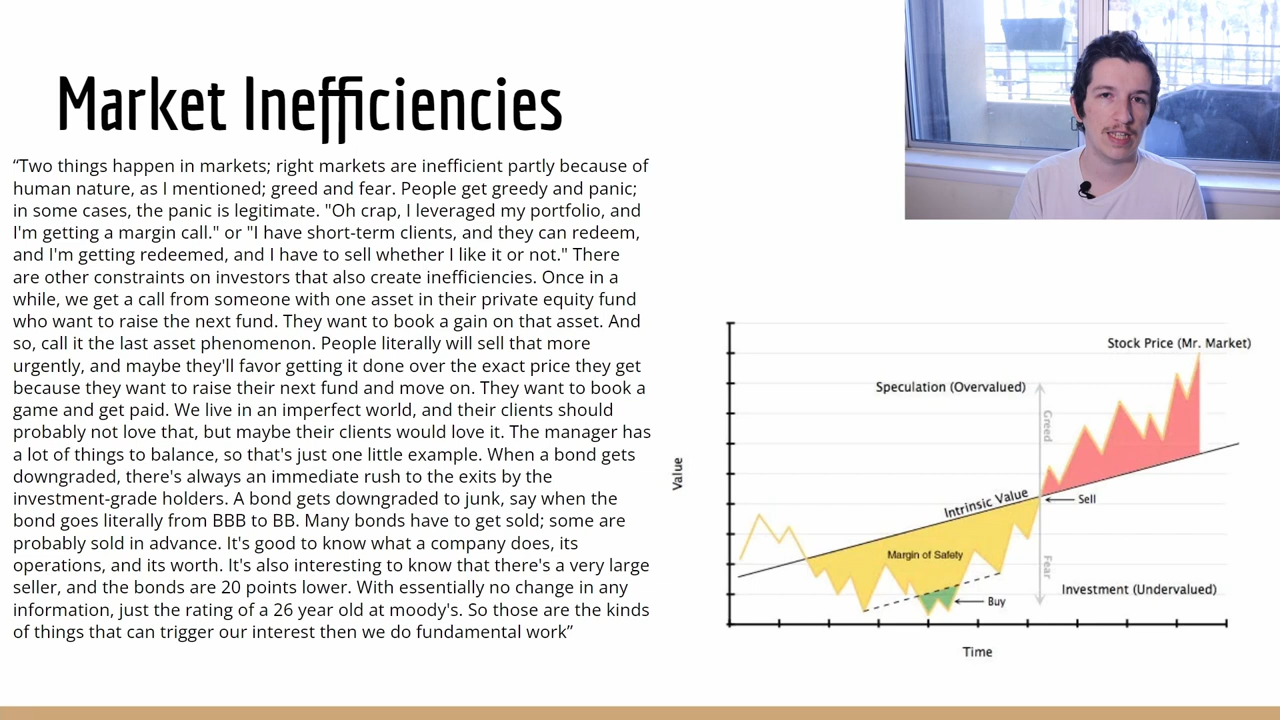 Market Inefficiencies
“Two things happen in markets; right markets are inefficient partly because of
human nature, as I mentioned; greed and fear. People get greedy and panic;
in some cases, the panic is legitimate. "Oh crap, I leveraged my portfolio, and
I'm getting a margin call." or "I have short-term clients, and they can redeem,
and I'm getting redeemed, and I have to sell whether I like it or not." There
are other constraints on investors that also create inefficiencies. Once in a
while, we get a call from someone with one asset in their private equity fund
who want to raise the next fund. They want to book a gain on that asset. And
so, call it the last asset phenomenon. People literally will sell that more
urgently, and maybe they'll favor getting it done over the exact price they get
because they want to raise their next fund and move on. They want to book a
game and get paid. We live in an imperfect world, and their clients should
probably not love that, but maybe their clients would love it. The manager has
a lot of things to balance, so that's just one little example. When a bond gets
downgraded, there's always an immediate rush to the exits by the
investment-grade holders. A bond gets downgraded to junk, say when the
bond goes literally from BBB to BB. Many bonds have to get sold; some are
probably sold in advance. It's good to know what a company does, its
operations, and its worth. It's also interesting to know that there's a very large
seller, and the bonds are 20 points lower. With essentially no change in any
information, just the rating of a 26 year old at moody's. So those are the kinds
of things that can trigger our interest then we do fundamental work”
Stock Price (Mr. Market)
Speculation (Overvalued)
Greed
Value
Intrinsic Value
Sell
Margin of Safety
Fear
Investment (Undervalued)
Buy
Time